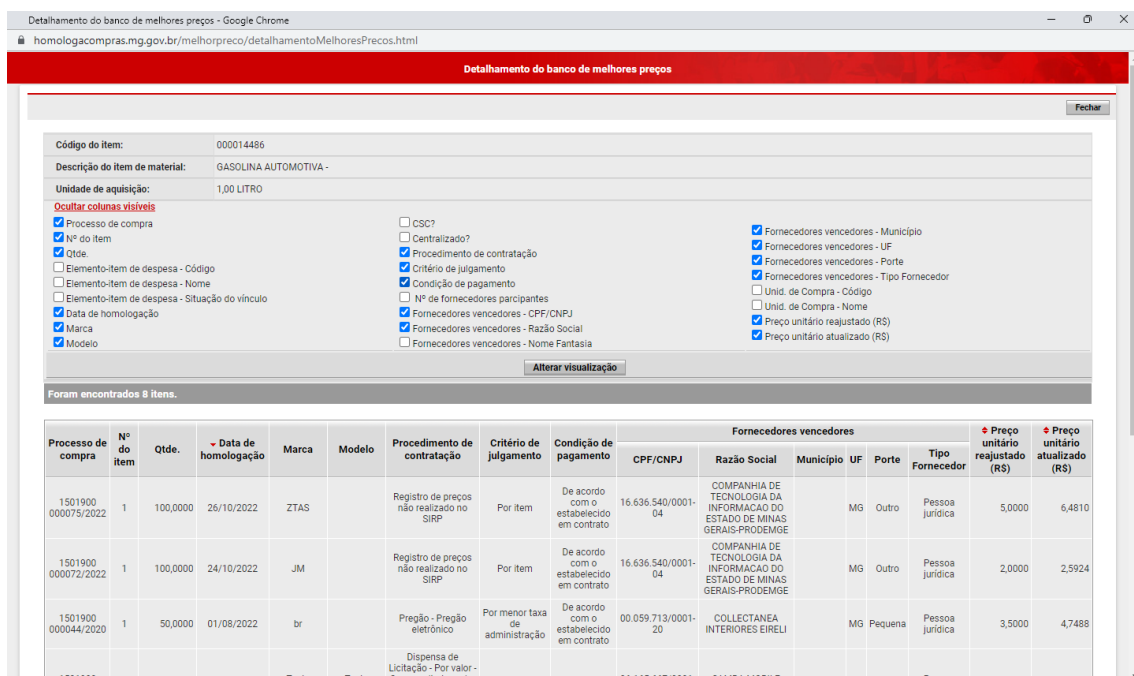 Detalhamento do banco de melhores preços - Google Chrome
homologacompras.mg.gov.br/melhorpreco/detalhamentoMelhoresPrecos.html
Detalhamento do banco de melhores preços
Fechar
Código do item: 000014486
Descrição do item de material: GASOLINA AUTOMOTIVA -
Unidade de aquisição: 1,00 LITRO
Ocultar colunas visíveis
Processo de compra
Nº do item
Qtde.
Elemento-item de despesa - Código
Elemento-item de despesa - Nome
Elemento-item de despesa - Situação do vínculo
Data de homologação
Marca
Modelo
CSC?
Centralizado?
Procedimento de contratação
Critério de julgamento
Condição de pagamento
Nº de fornecedores parcipantes
Fornecedores vencedores - CPF/CNPJ
Fornecedores vencedores - Razão Social
Fornecedores vencedores - Nome Fantasia
Fornecedores vencedores - Município
Fornecedores vencedores - UF
Fornecedores vencedores - Porte
Fornecedores vencedores - Tipo Fornecedor
Unid. de Compra - Código
Unid. de Compra - Nome
Preço unitário reajustado (R$)
Preço unitário atualizado (R$)
Alterar visualização
Foram encontrados 8 itens.
Processo de compra
Nº do item
Qtde.
Data de homologação
Marca
Modelo
Procedimento de contratação
Critério de julgamento
Condição de pagamento
Fornecedores vencedores
CPF/CNPJ
Razão Social
Município
UF
Porte
Tipo Fornecedor
Preço unitário reajustado (R$)
Preço unitário atualizado (R$)
1501900 000075/2022
1
100,0000
26/10/2022
ZTAS
Registro de preços não realizado no SIRP
Por item
De acordo com o estabelecido em contrato
16.636.540/0001-04
COMPANHIA DE TECNOLOGIA DA INFORMACAO DO ESTADO DE MINAS GERAIS-PRODEMGE
MG
Outro
Pessoa jurídica
5,0000
6,4810
1501900 000072/2022
1
100,0000
24/10/2022
JM
Registro de preços não realizado no SIRP
Por item
De acordo com o estabelecido em contrato
16.636.540/0001-04
COMPANHIA DE TECNOLOGIA DA INFORMACAO DO ESTADO DE MINAS GERAIS-PRODEMGE
MG
Outro
Pessoa jurídica
2,0000
2,5924
1501900 000044/2020
1
50,0000
01/08/2022
br
Pregão - Pregão eletrônico
Por menor taxa de administração
De acordo com o estabelecido em contrato
00.059.713/0001-20
COLLECTANEA INTERIORES EIRELI
MG
Pequena
Pessoa jurídica
3,5000
4,7488
Dispensa de Licitação - Por valor -